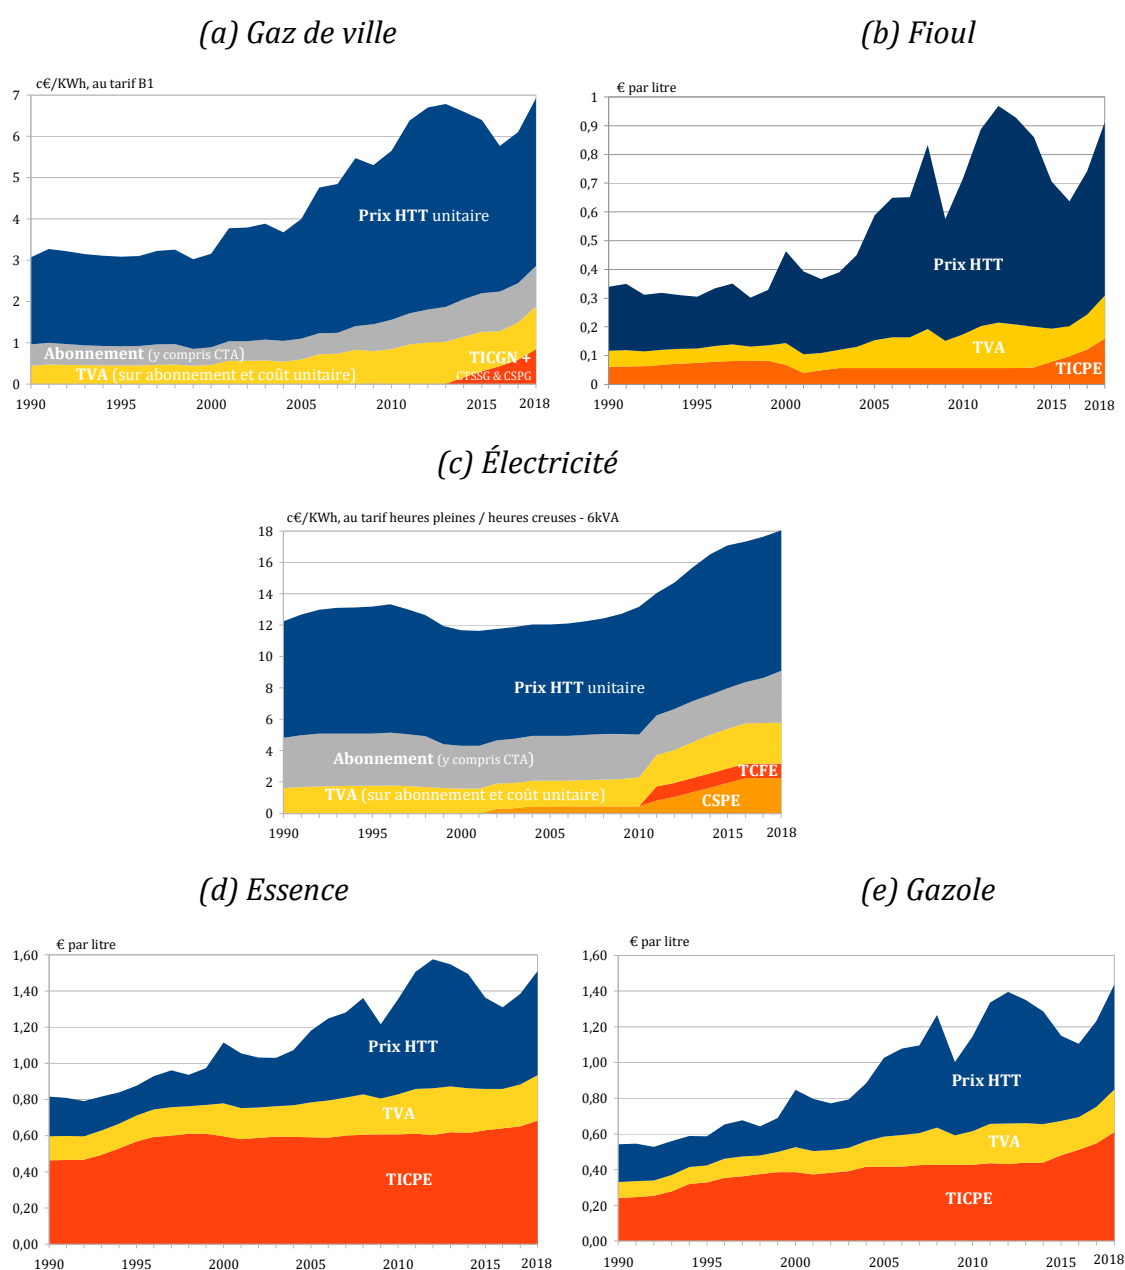 (a) Gaz de ville
c€/KWh, au tarif B1
7
6
5
4
3
2
1
0
Prix HTT unitaire
Abonnement (y compris CTA)
TVA (sur abonnement et coût unitaire)
TICGN +
CTSSG & CSPG
1990 1995 2000 2005 2010 2015 2018
(b) Fioul
€ par litre
1
0,9
0,8
0,7
0,6
0,5
0,4
0,3
0,2
0,1
0
Prix HTT
TVA
TICPE
1990 1995 2000 2005 2010 2015 2018
(c) Électricité
c€/KWh, au tarif heures pleines / heures creuses - 6kVA
18
16
14
12
10
8
6
4
2
0
Prix HTT unitaire
Abonnement (y compris CTA)
TVA (sur abonnement et coût unitaire)
TCFE
CSPE
1990 1995 2000 2005 2010 2015 2018
(d) Essence
€ par litre
1,60
1,40
1,20
1,00
0,80
0,60
0,40
0,20
0,00
Prix HTT
TVA
TICPE
1990 1995 2000 2005 2010 2015 2018
(e) Gazole
€ par litre
1,60
1,40
1,20
1,00
0,80
0,60
0,40
0,20
0,00
Prix HTT
TVA
TICPE
1990 1995 2000 2005 2010 2015 2018